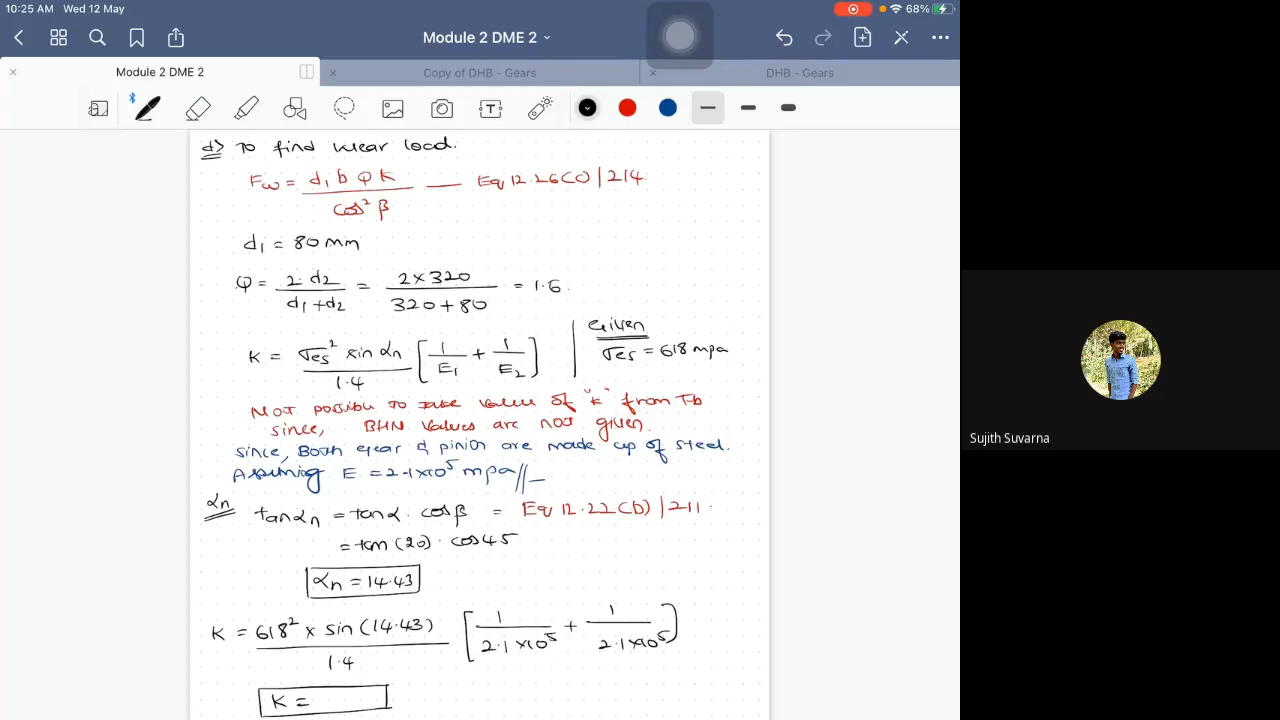 10:25 AM Wed 12 May
68%
Module 2 DME 2
Module 2 DME 2
Copy of DHB - Gears
DHB - Gears
d> To find wear load.
Fω = d₁ b Q K / cos² β — Eq 12.26(c) | 214
d₁ = 80 mm
Q = 2·d₂ / d₁+d₂ = 2×320 / 320+80 = 1.6
Given
K = σes² sin αn / 1.4 [ 1/E₁ + 1/E₂ ]
σes = 618 mpa
Not possible to take value of "k" from Tb
since, BHN values are not given.
since, Both gear & pinion are made up of steel.
Assuming E = 2.1×10⁵ mpa//
αn
tan αn = tan α · cos β = Eq 12.22(b) | 211
= tan (20) · cos 45
αn = 14.43
K = 618² × sin (14.43) / 1.4 [ 1/2.1×10⁵ + 1/2.1×10⁵ ]
K =
Sujith Suvarna